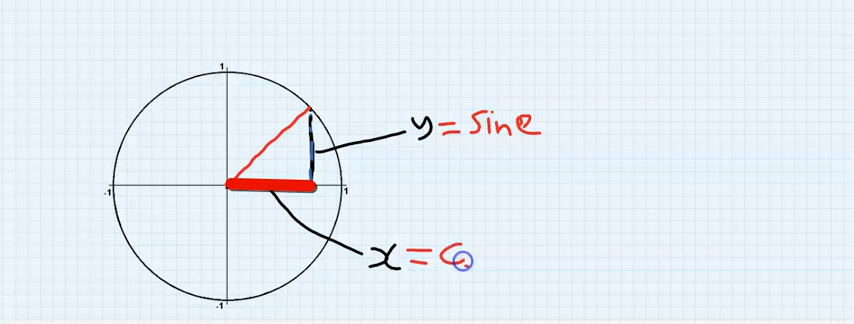 1
y = Sine
-1
1
x = C
-1